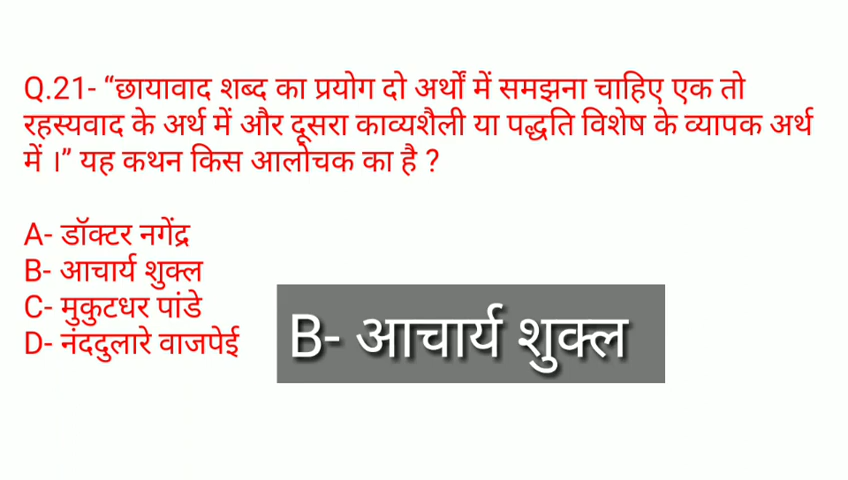 Q.21- “छायावाद शब्द का प्रयोग दो अर्थों में समझना चाहिए एक तो
रहस्यवाद के अर्थ में और दूसरा काव्यशैली या पद्धति विशेष के व्यापक अर्थ
में ।” यह कथन किस आलोचक का है ?
A- डॉक्टर नगेंद्र
B- आचार्य शुक्ल
C- मुकुटधर पांडे
D- नंददुलारे वाजपेई
B- आचार्य शुक्ल